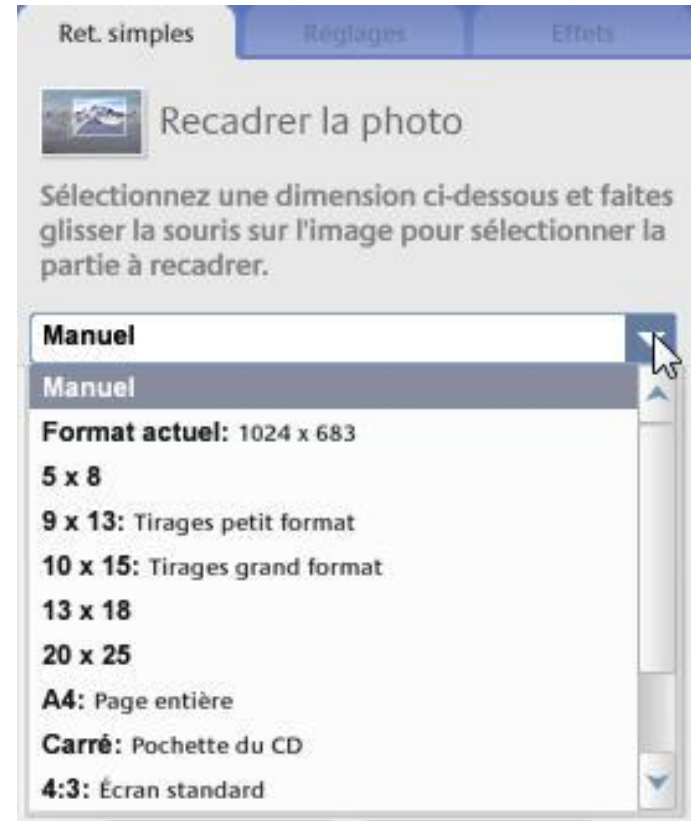 Ret. simples
Réglages
Effets
Recadrer la photo
Sélectionnez une dimension ci-dessous et faites
glisser la souris sur l'image pour sélectionner la
partie à recadrer.
Manuel
Manuel
Format actuel: 1024 x 683
5 x 8
9 x 13: Tirages petit format
10 x 15: Tirages grand format
13 x 18
20 x 25
A4: Page entière
Carré: Pochette du CD
4:3: Écran standard